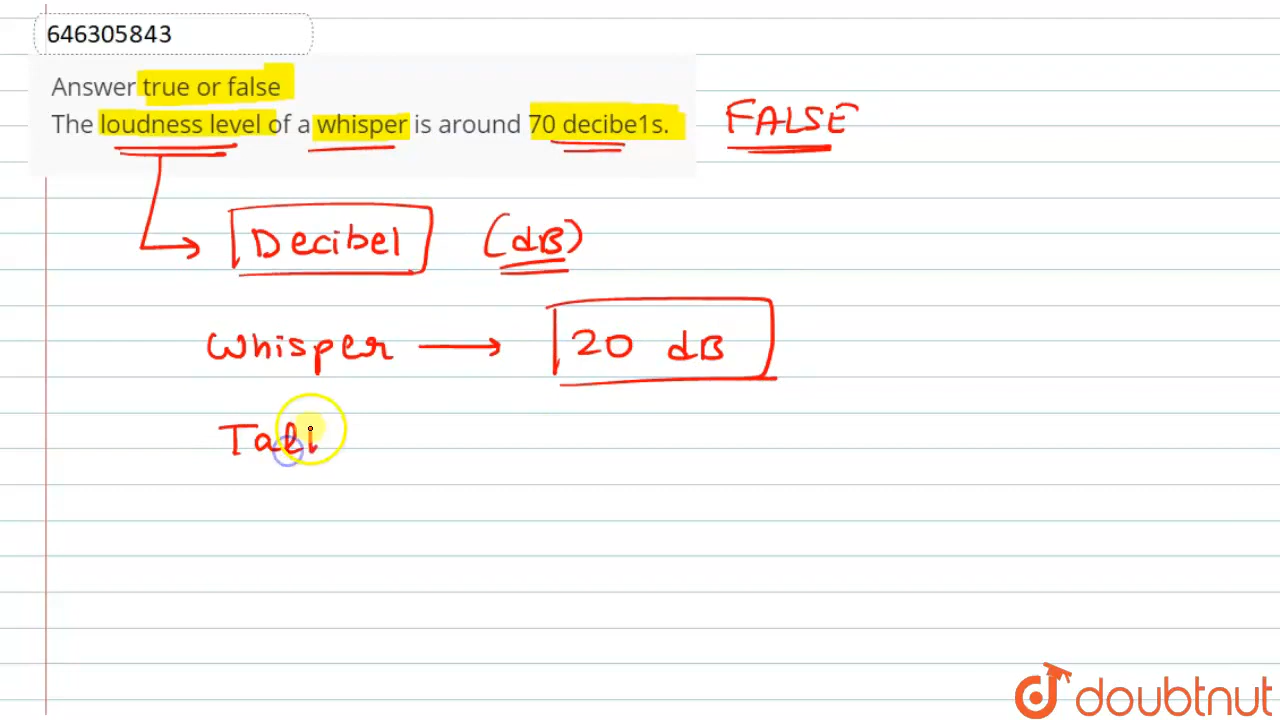 646305843
Answer true or false
The loudness level of a whisper is around 70 decibe1s. FALSE
Decibel (dB)
Whisper 20 dB
doubtnut